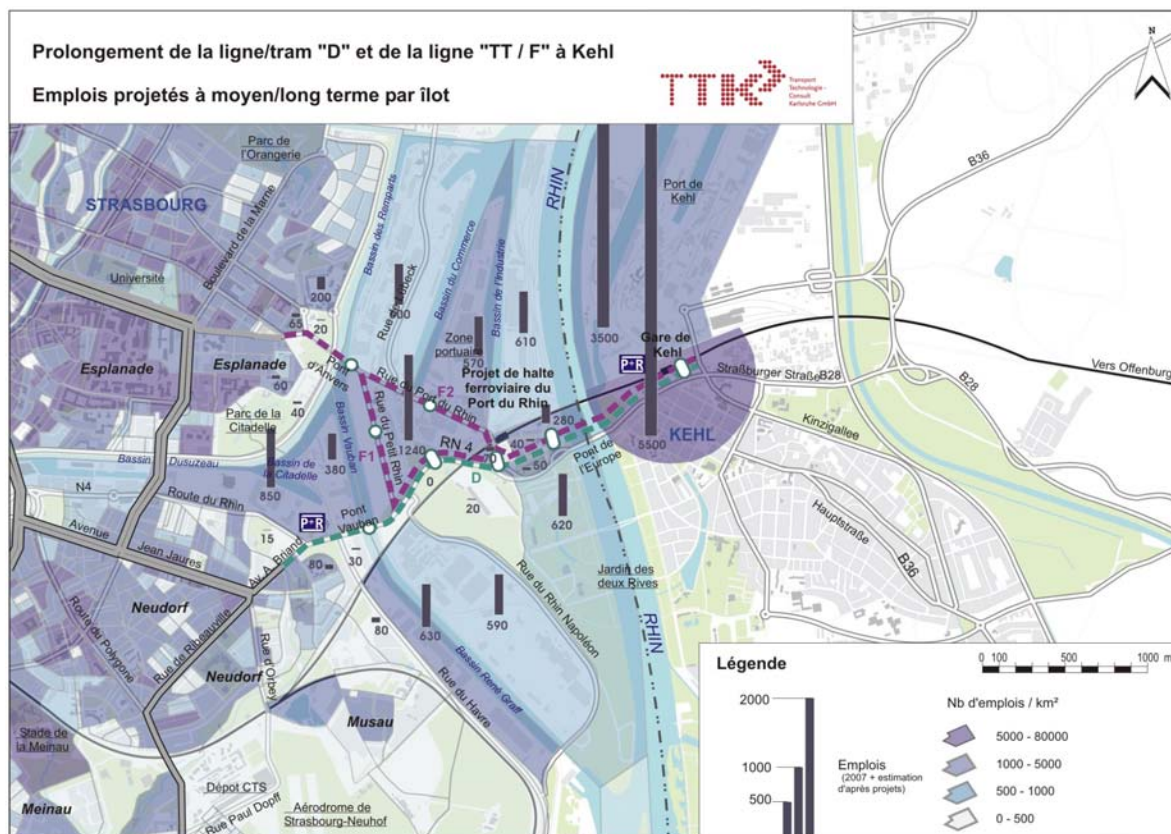 Prolongement de la ligne/tram "D" et de la ligne "TT / F" à Kehl
Emplois projetés à moyen/long terme par îlot
TTK
Transport
Technologie -
Consult
Karlsruhe GmbH
N
Parc de
l'Orangerie
STRASBOURG
Boulevard de la Marne
Université
Bassin des Remparts
Bassin du Commerce
Bassin de l'Industrie
RHIN
Port de
Kehl
B36
200
610
65
20
3500
Zone
portuaire
570
Gare de
Kehl
P+R
Esplanade
Esplanade
Pont
d'Anvers
Rue du Port du Rhin
Projet de halte
ferroviaire du
Port du Rhin
Straßburger Straße
B28
Vers Offenburg
B28
60
F2
Parc de la
Citadelle
40
Bassin Vauban
Rue du Petit Rhin
280
KEHL
5500
Kinzigallee
1240
RN 4
40
50
Pont de
l'Europe
Bassin Dusuzeau
Bassin de
la Citadelle
380
F1
850
0
D
20
620
N4
Route du Rhin
P+R
Pont
Vauban
Hauptstraße
B36
Avenue
Jean Jaures
15
Av. A. Briand
80
30
Jardin des
deux Rives
Neudorf
Route du Polygone
Rue de Ribeauvillé
Rue d'Orbey
80
630
590
Rue du Rhin Napoléon
RHIN
Neudorf
Bassin René Graff
Rue du Havre
Musau
Stade de
la Meinau
Meinau
Dépôt CTS
Rue Paul Dopff
Aérodrome de
Strasbourg-Neuhof
Légende
0 100 500 1000 m
2000
1000
500
Emplois
(2007 + estimation
d'après projets)
Nb d'emplois / km²
5000 - 80000
1000 - 5000
500 - 1000
0 - 500